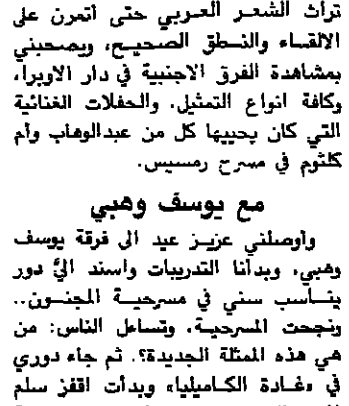 تراث الشعر العربي حتى أتمرن على
الالقاء والنطق الصحيح، ويصحبني
بمشاهدة الفرق الاجنبية في دار الاوبرا،
وكافة انواع التمثيل. والحفلات الغنائية
التي كان يحييها كل من عبدالوهاب وأم
كلثوم في مسرح رمسيس.
مع يوسف وهبي
وأوصلني عزيز عيد الى فرقة يوسف
وهبي، وبدأنا التدريبات واسند اليَّ دور
يناسب سني في مسرحية المجنون..
ونجحت المسرحية، وتساءل الناس: من
هي هذه الممثلة الجديدة؟. ثم جاء دوري
في «غادة الكاميليا» وبدأت اقفز سلم